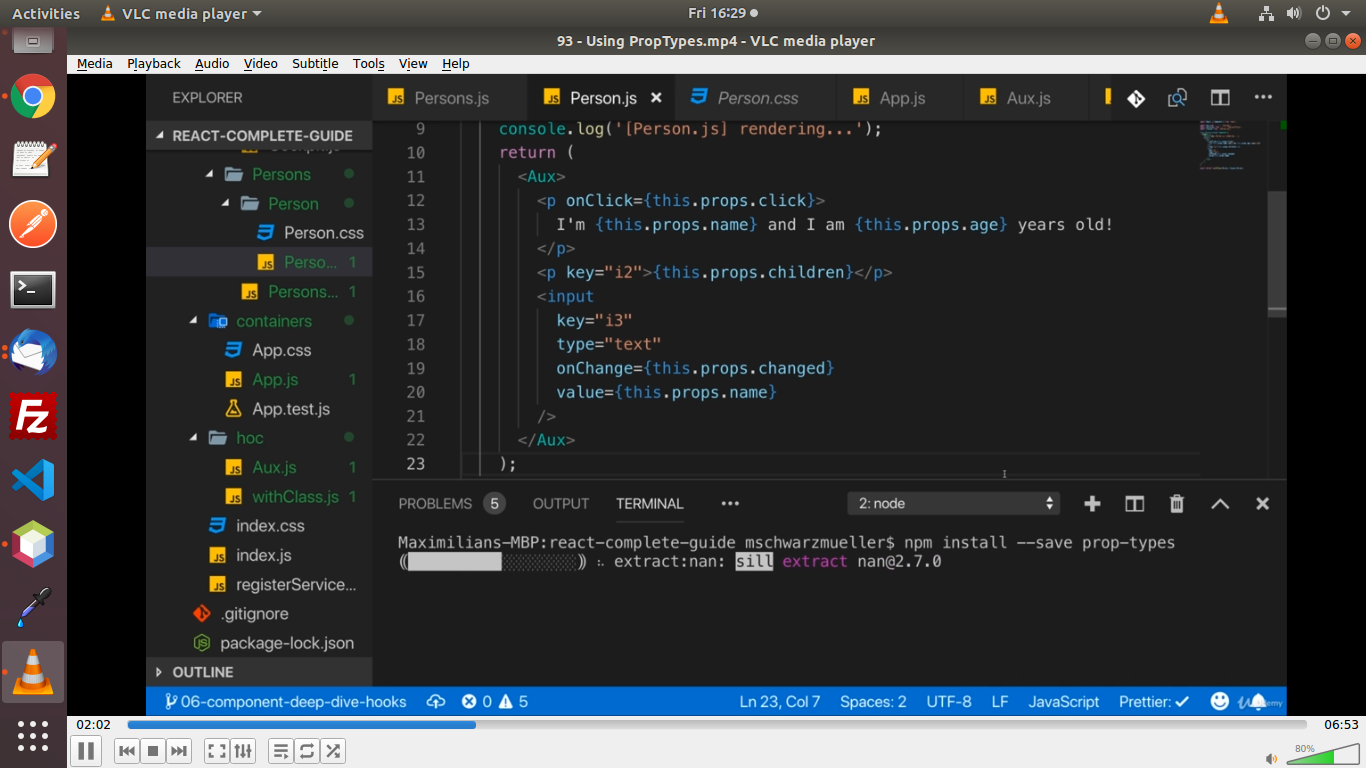 Activities VLC media player Fri 16:29
93 - Using PropTypes.mp4 - VLC media player
Media Playback Audio Video Subtitle Tools View Help
EXPLORER
REACT-COMPLETE-GUIDE
Persons
Person
Person.css
Perso... 1
Persons... 1
containers
App.css
App.js 1
App.test.js
hoc
Aux.js 1
withClass.js 1
index.css
index.js
registerService...
.gitignore
package-lock.json
OUTLINE
Persons.js Person.js Person.css App.js Aux.js
9 console.log('[Person.js] rendering...');
10 return (
11 <Aux>
12 <p onClick={this.props.click}>
13 I'm {this.props.name} and I am {this.props.age} years old!
14 </p>
15 <p key="i2">{this.props.children}</p>
16 <input
17 key="i3"
18 type="text"
19 onChange={this.props.changed}
20 value={this.props.name}
21 />
22 </Aux>
23 );
PROBLEMS 5 OUTPUT TERMINAL 2: node
Maximilians-MBP:react-complete-guide mschwarzmueller$ npm install --save prop-types
extract:nan: sill extract nan@2.7.0
06-component-deep-dive-hooks 0 5 Ln 23, Col 7 Spaces: 2 UTF-8 LF JavaScript Prettier: ✓
02:02 06:53
80%